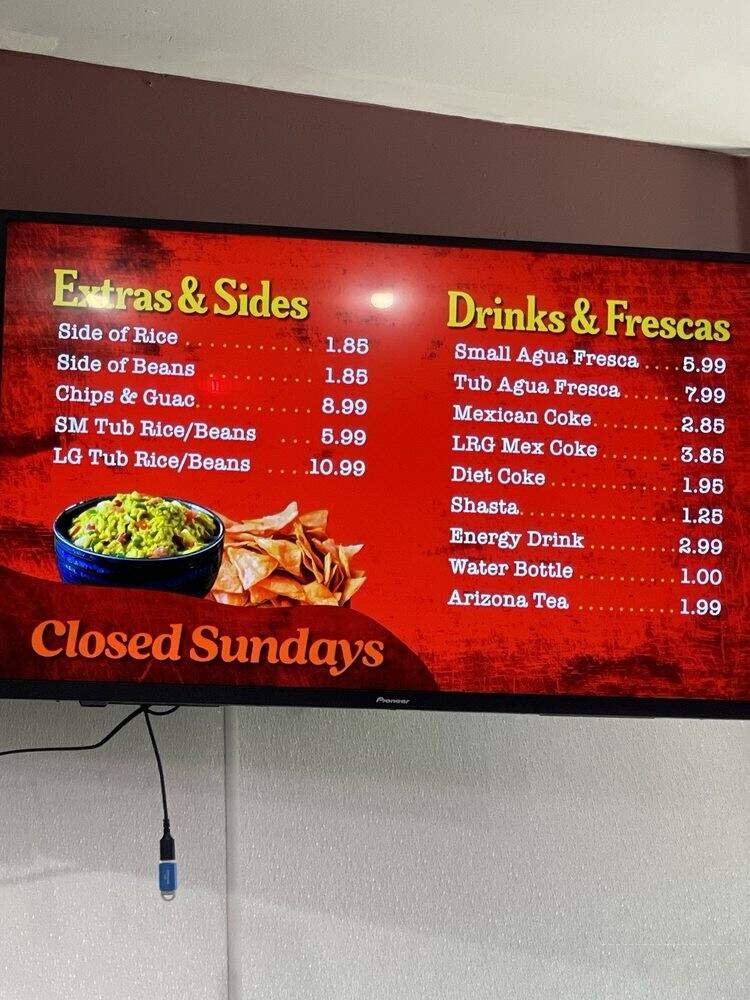 Extras & Sides
Side of Rice ............... 1.85
Side of Beans ............. 1.85
Chips & Guac............. 8.99
SM Tub Rice/Beans .... 5.99
LG Tub Rice/Beans .....10.99
Closed Sundays
Drinks & Frescas
Small Agua Fresca ....5.99
Tub Agua Fresca .......7.99
Mexican Coke..........2.85
LRG Mex Coke .........3.85
Diet Coke ...............1.95
Shasta...................1.25
Energy Drink ..........2.99
Water Bottle ...........1.00
Arizona Tea ............1.99
Pioneer